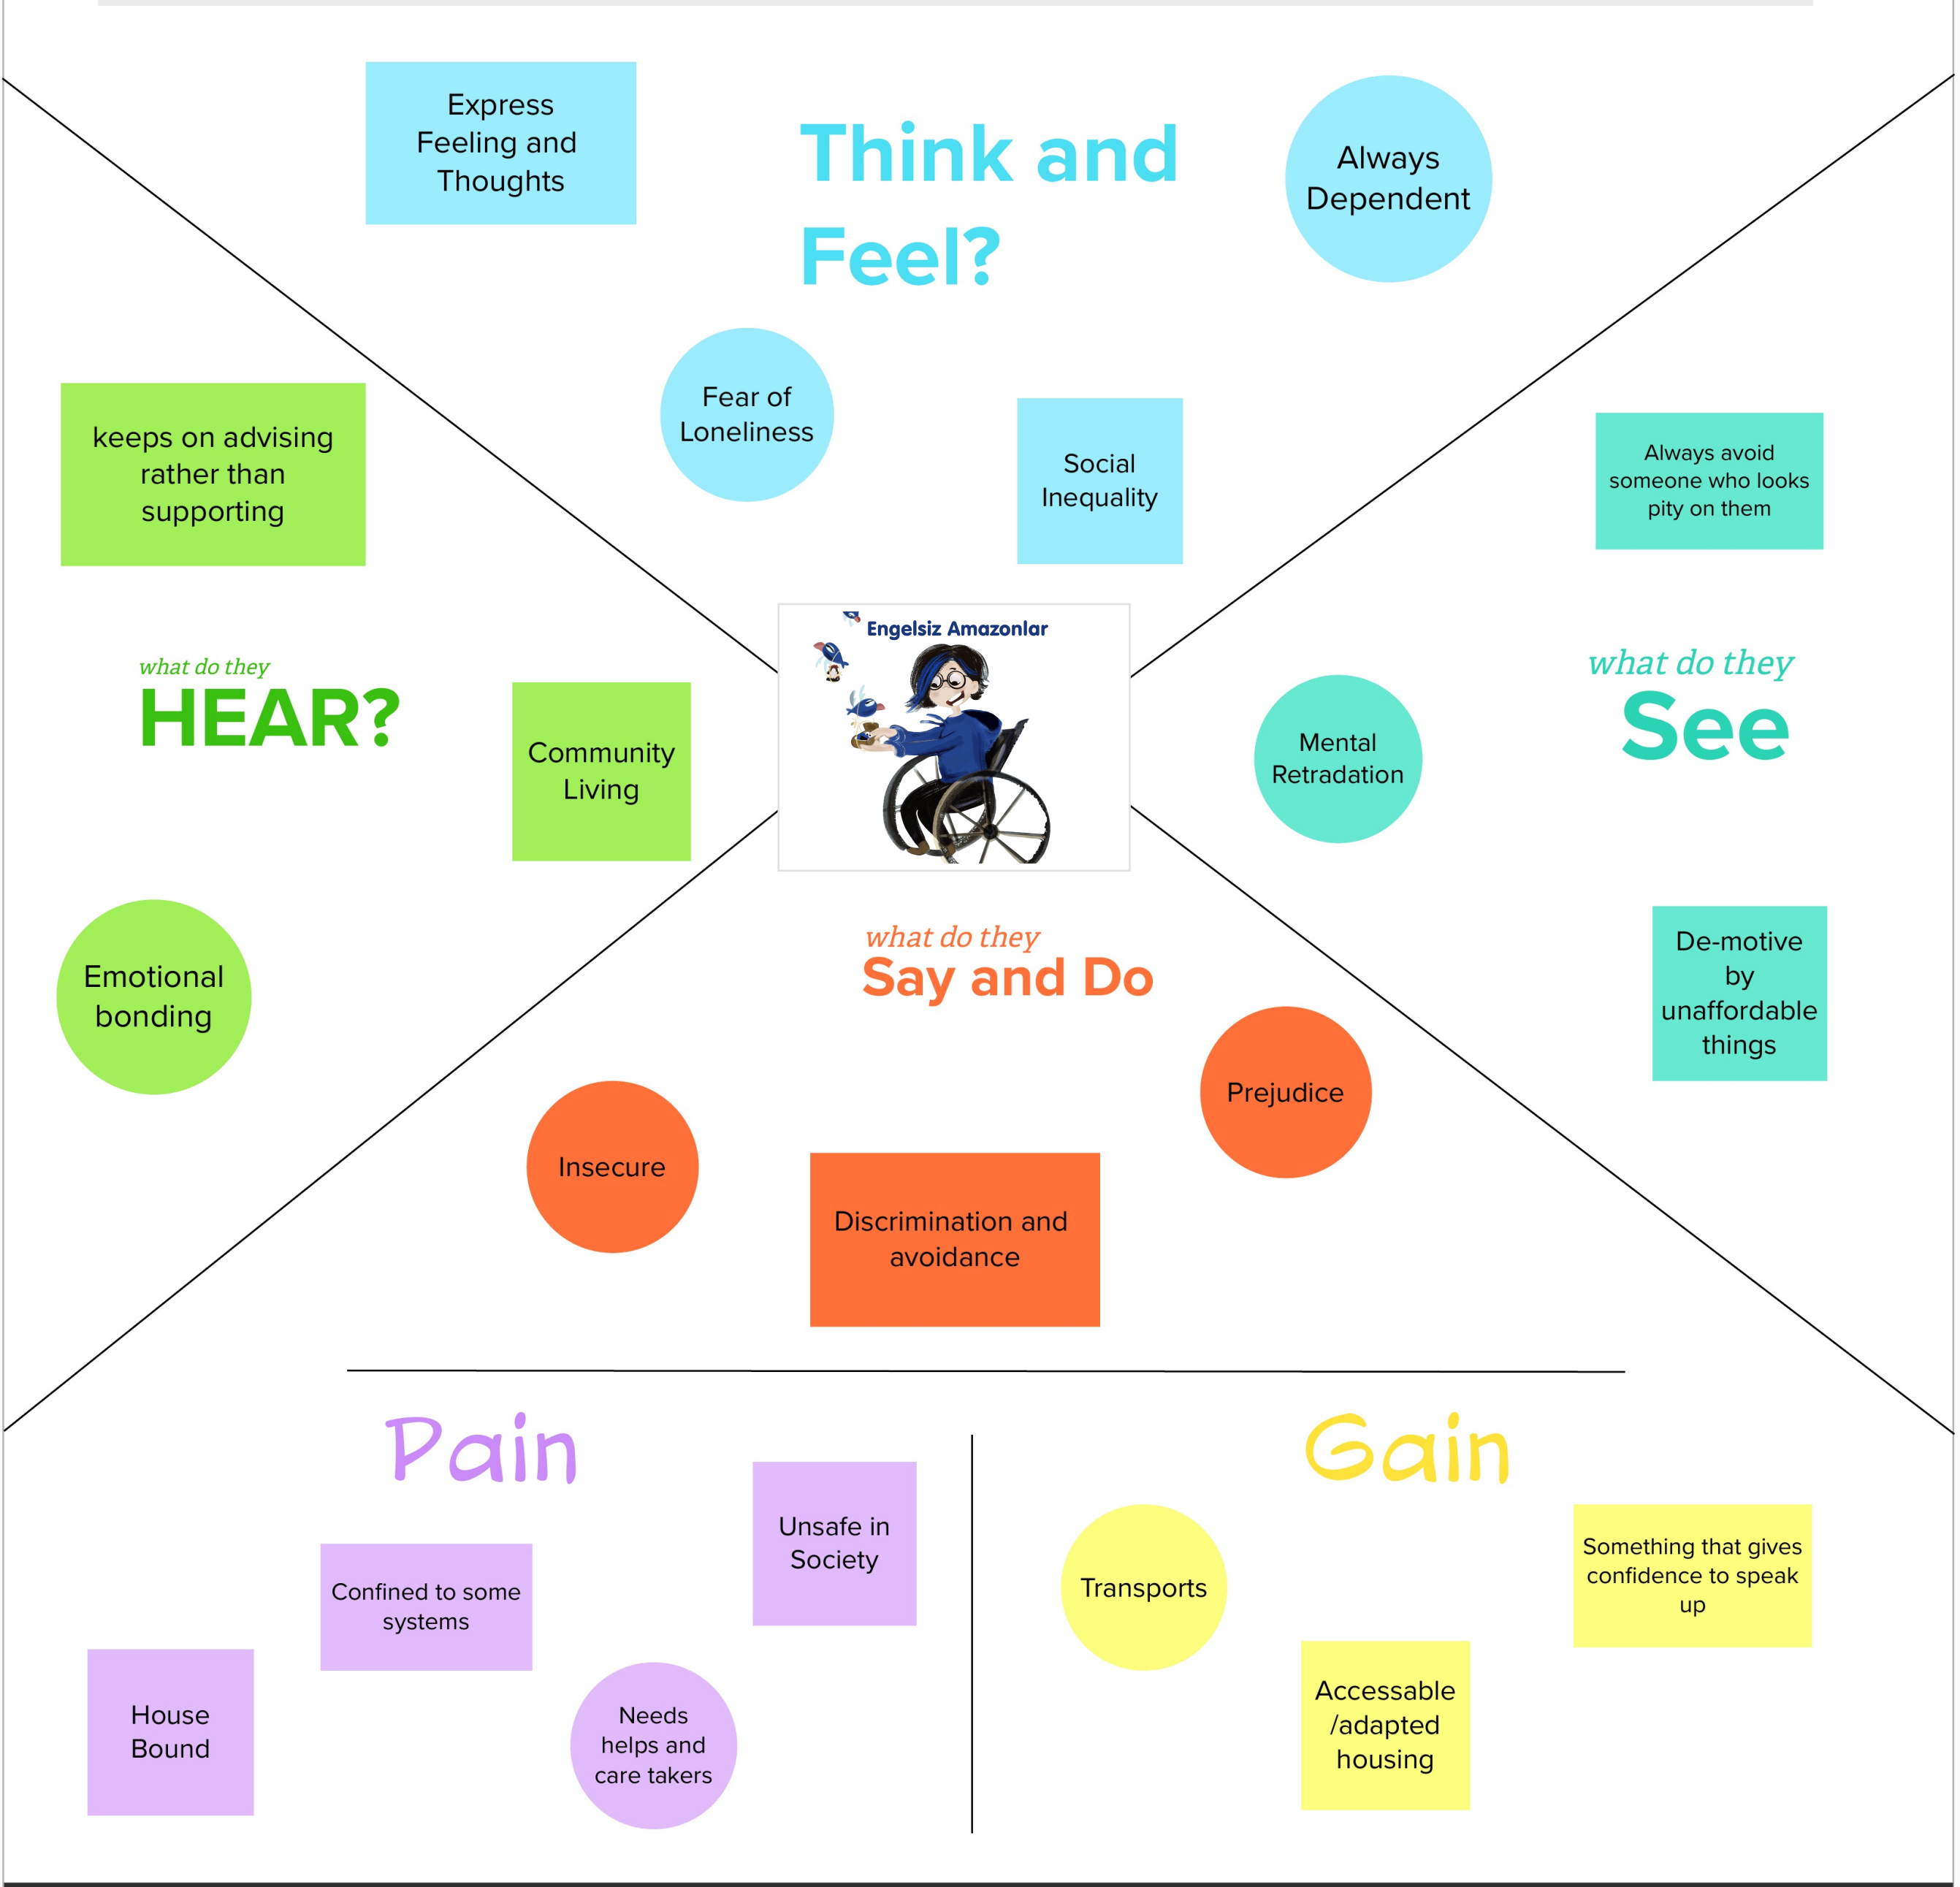 Express
Feeling and
Thoughts
Think and
Feel?
Always
Dependent
Fear of
Loneliness
Social
Inequality
keeps on advising
rather than
supporting
what do they
HEAR?
Community
Living
Emotional
bonding
Engelsiz Amazonlar
Always avoid
someone who looks
pity on them
what do they
See
Mental
Retradation
De-motive
by
unaffordable
things
what do they
Say and Do
Prejudice
Insecure
Discrimination and
avoidance
Pain
Unsafe in
Society
Confined to some
systems
House
Bound
Needs
helps and
care takers
Gain
Transports
Something that gives
confidence to speak
up
Accessable
/adapted
housing